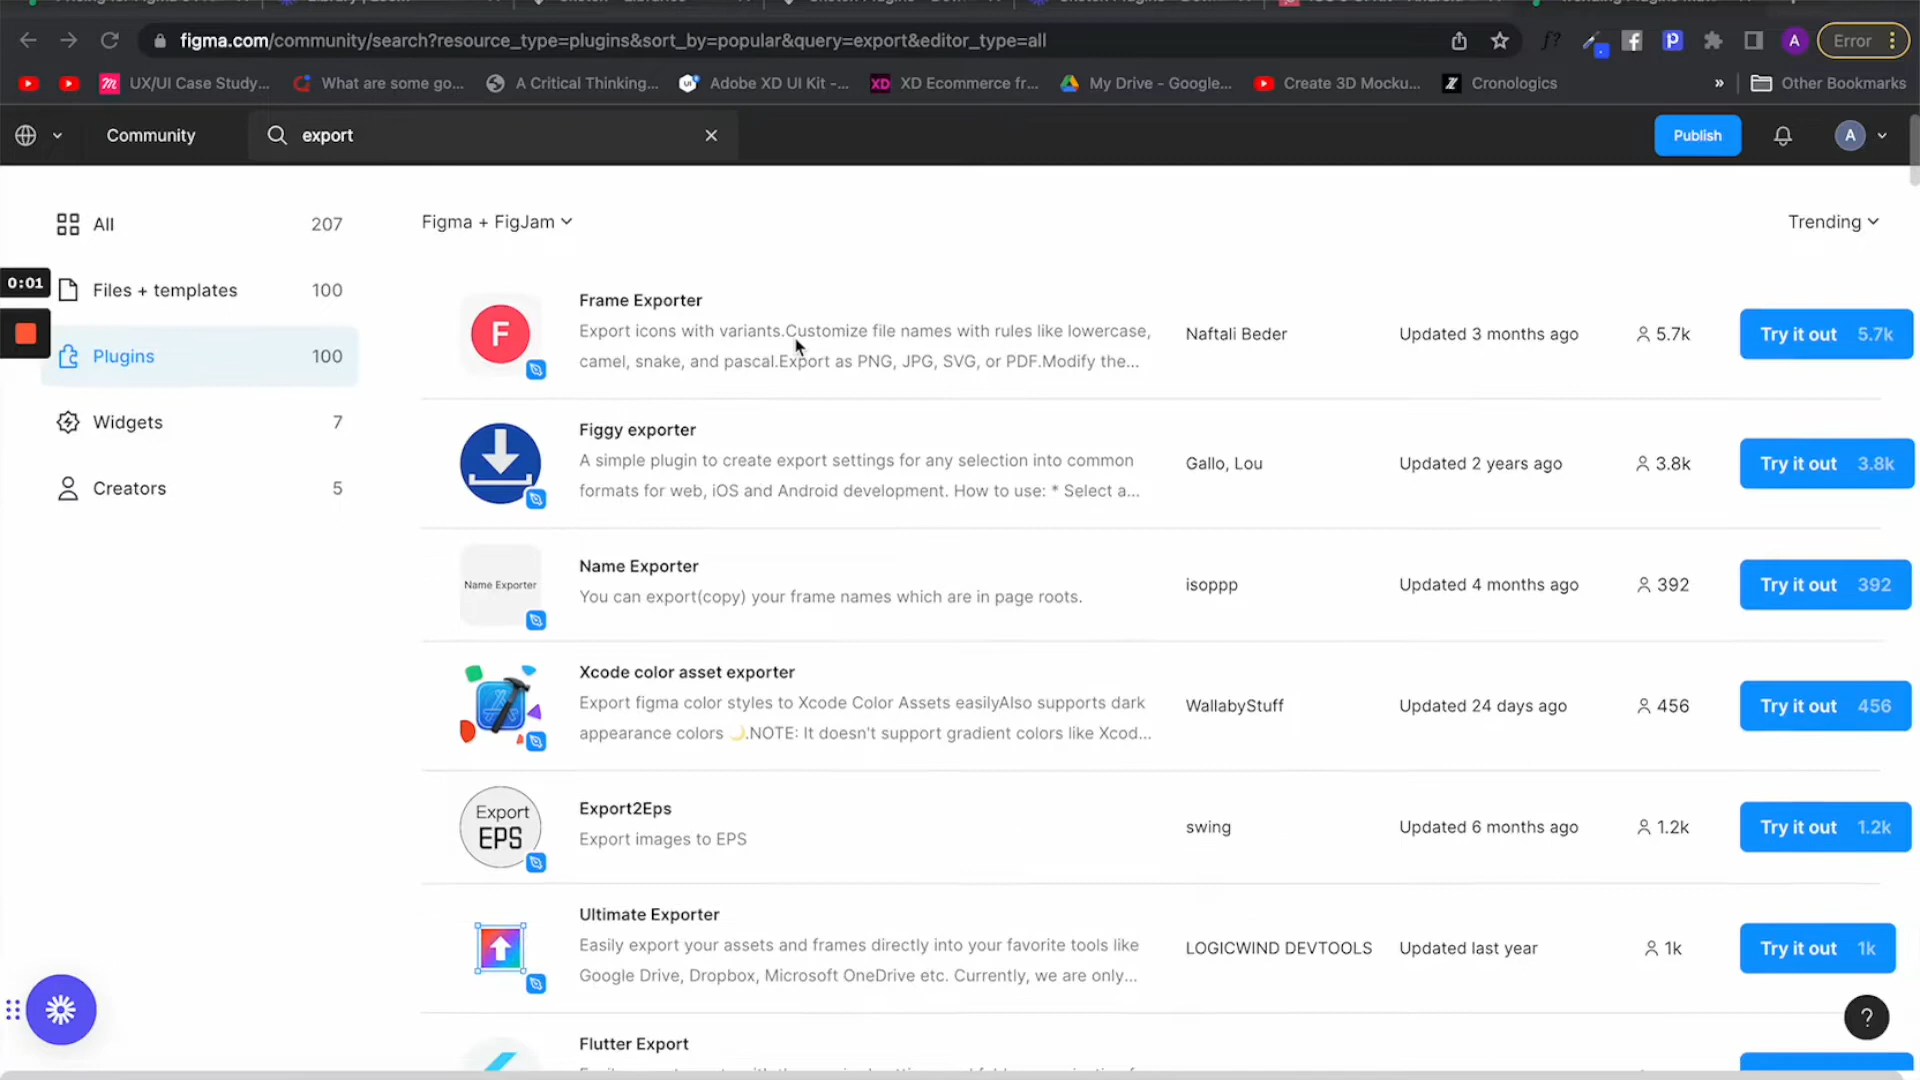 figma.com/community/search?resource_type=plugins&sort_by=popular&query=export&editor_type=all
f?
A
Error
UX/UI Case Study...
What are some go...
A Critical Thinking...
Adobe XD UI Kit -...
XD
XD Ecommerce fr...
My Drive - Google...
Create 3D Mocku...
Cronologics
»
Other Bookmarks
Community
export
Publish
A
All 207
0:01
Files + templates 100
Plugins 100
Widgets 7
Creators 5
Figma + FigJam
Trending
F
Frame Exporter
Export icons with variants.Customize file names with rules like lowercase,
camel, snake, and pascal.Export as PNG, JPG, SVG, or PDF.Modify the...
Naftali Beder
Updated 3 months ago
5.7k
Try it out 5.7k
Figgy exporter
A simple plugin to create export settings for any selection into common
formats for web, iOS and Android development. How to use: * Select a...
Gallo, Lou
Updated 2 years ago
3.8k
Try it out 3.8k
Name Exporter
Name Exporter
You can export(copy) your frame names which are in page roots.
isoppp
Updated 4 months ago
392
Try it out 392
Xcode color asset exporter
Export figma color styles to Xcode Color Assets easilyAlso supports dark
appearance colors 🌙.NOTE: It doesn't support gradient colors like Xcod...
WallabyStuff
Updated 24 days ago
456
Try it out 456
Export
EPS
Export2Eps
Export images to EPS
swing
Updated 6 months ago
1.2k
Try it out 1.2k
Ultimate Exporter
Easily export your assets and frames directly into your favorite tools like
Google Drive, Dropbox, Microsoft OneDrive etc. Currently, we are only...
LOGICWIND DEVTOOLS
Updated last year
1k
Try it out 1k
Flutter Export
?